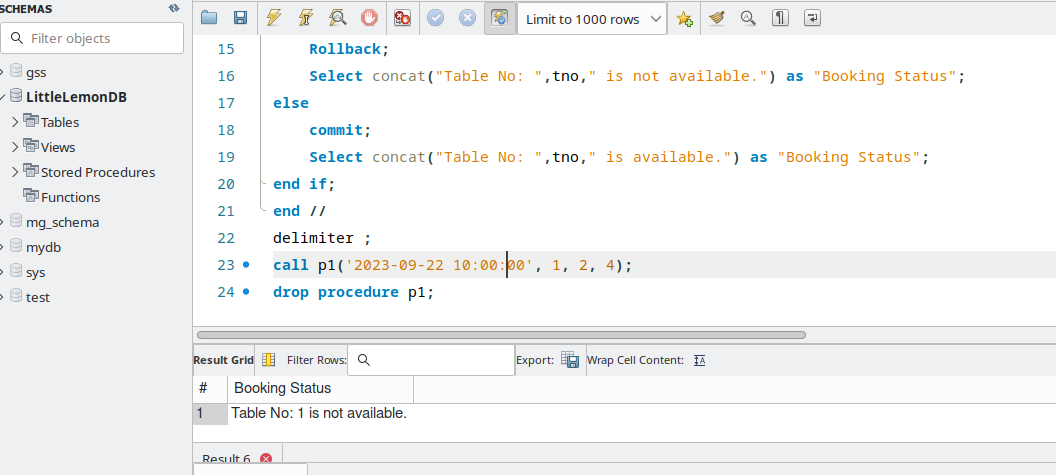 SCHEMAS
Filter objects
gss
LittleLemonDB
Tables
Views
Stored Procedures
Functions
mg_schema
mydb
sys
test
Limit to 1000 rows
15 Rollback;
16 Select concat("Table No: ",tno," is not available.") as "Booking Status";
17 else
18 commit;
19 Select concat("Table No: ",tno," is available.") as "Booking Status";
20 end if;
21 end //
22 delimiter ;
23 call p1('2023-09-22 10:00:00', 1, 2, 4);
24 drop procedure p1;
Result Grid Filter Rows: Export: Wrap Cell Content:
# Booking Status
1 Table No: 1 is not available.
Result 6